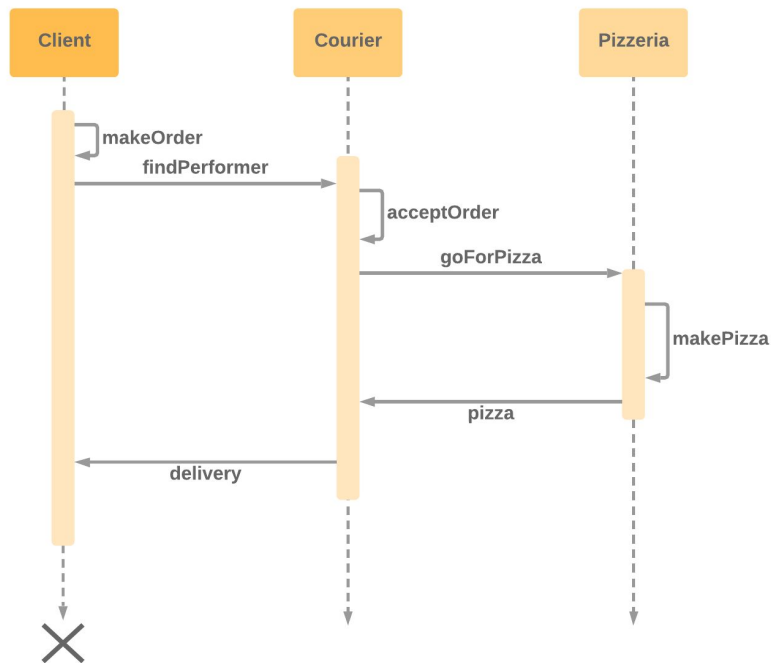 Client
Courier
Pizzeria
makeOrder
findPerformer
acceptOrder
goForPizza
makePizza
pizza
delivery